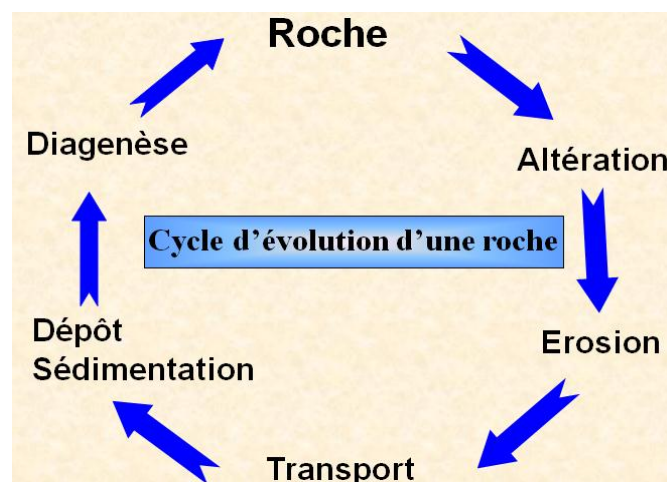 Roche
Altération
Erosion
Transport
Dépôt
Sédimentation
Diagenèse
Cycle d'évolution d'une roche